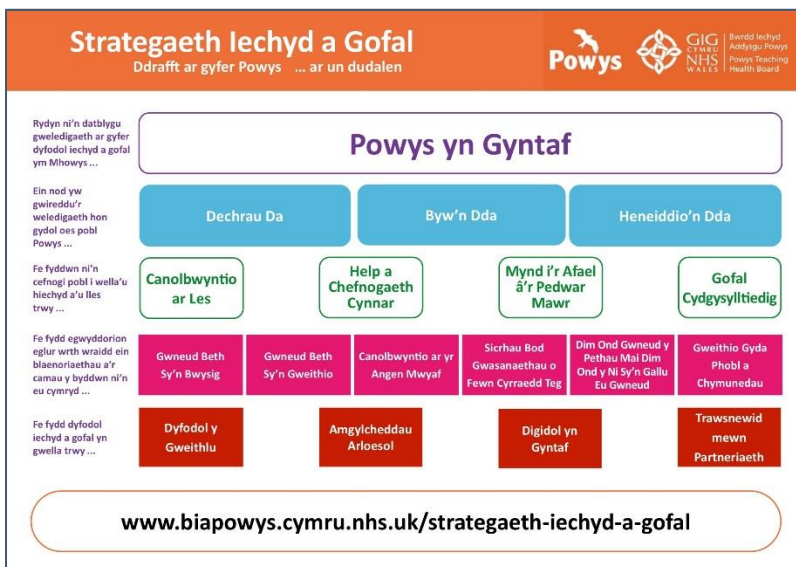 Strategaeth Iechyd a Gofal
Ddrafft ar gyfer Powys ... ar un dudalen
Powys
GIG
CYMRU
NHS
WALES
Bwrdd Iechyd
Addysgu Powys
Powys Teaching
Health Board
Rydyn ni'n datblygu
gweledigaeth ar gyfer
dyfodol iechyd a gofal
ym Mhowys ...
Powys yn Gyntaf
Ein nod yw
gwireddu'r
weledigaeth hon
gydol oes pobl
Powys ...
Dechrau Da
Byw'n Dda
Heneiddio'n Dda
Fe fyddwn ni'n
cefnogi pobl i wella'u
hiechyd a'u lles
trwy ...
Canolbwyntio
ar Les
Help a
Chefnogaeth
Cynnar
Mynd i'r Afael
â'r Pedwar
Mawr
Gofal
Cydgysylltiedig
Fe fydd egwyddorion
eglur wrth wraidd ein
blaenoriaethau a'r
camau y byddwn ni'n
eu cymryd ...
Gwneud Beth
Sy'n Bwysig
Gwneud Beth
Sy'n Gweithio
Canolbwyntio ar yr
Angen Mwyaf
Sicrhau Bod
Gwasanaethau o
Fewn Cyrraedd Teg
Dim Ond Gwneud y
Pethau Mai Dim
Ond y Ni Sy'n Gallu
Eu Gwneud
Gweithio Gyda
Phobl a
Chymunedau
Fe fydd dyfodol
iechyd a gofal yn
gwella trwy ...
Dyfodol y
Gweithlu
Amgylcheddau
Arloesol
Digidol yn
Gyntaf
Trawsnewid
mewn
Partneriaeth
www.biapowys.cymru.nhs.uk/strategaeth-iechyd-a-gofal